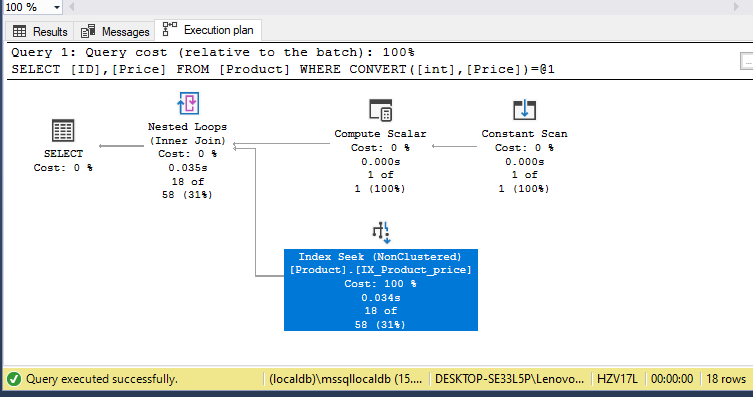 100 %
Results Messages Execution plan
Query 1: Query cost (relative to the batch): 100%
SELECT [ID],[Price] FROM [Product] WHERE CONVERT([int],[Price])=@1
SELECT
Cost: 0 %
Nested Loops
(Inner Join)
Cost: 0 %
0.035s
18 of
58 (31%)
Compute Scalar
Cost: 0 %
0.000s
1 of
1 (100%)
Constant Scan
Cost: 0 %
0.000s
1 of
1 (100%)
Index Seek (NonClustered)
[Product].[IX_Product_price]
Cost: 100 %
0.034s
18 of
58 (31%)
Query executed successfully. (localdb)\mssqllocaldb (15.... DESKTOP-SE33L5P\Lenovo... HZV17L 00:00:00 18 rows